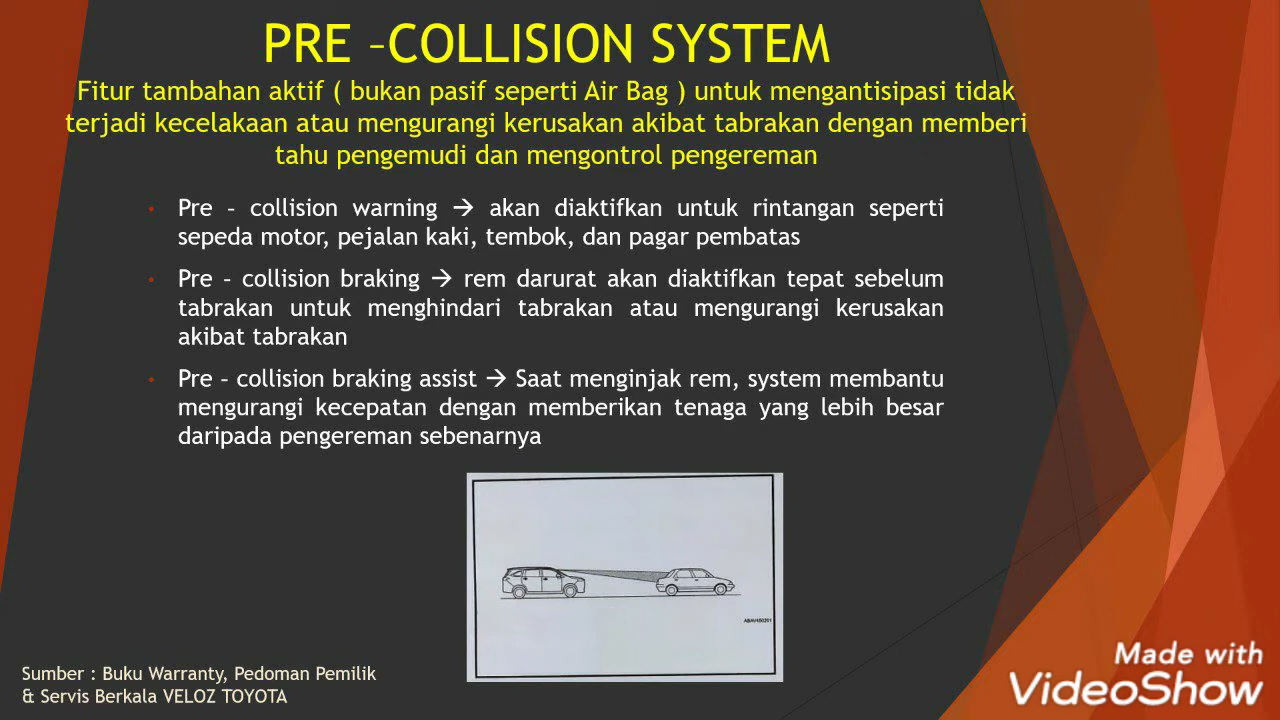 PRE –COLLISION SYSTEM
Fitur tambahan aktif ( bukan pasif seperti Air Bag ) untuk mengantisipasi tidak
terjadi kecelakaan atau mengurangi kerusakan akibat tabrakan dengan memberi
tahu pengemudi dan mengontrol pengereman
• Pre – collision warning → akan diaktifkan untuk rintangan seperti
sepeda motor, pejalan kaki, tembok, dan pagar pembatas
• Pre – collision braking → rem darurat akan diaktifkan tepat sebelum
tabrakan untuk menghindari tabrakan atau mengurangi kerusakan
akibat tabrakan
• Pre – collision braking assist → Saat menginjak rem, system membantu
mengurangi kecepatan dengan memberikan tenaga yang lebih besar
daripada pengereman sebenarnya
Sumber : Buku Warranty, Pedoman Pemilik
& Servis Berkala VELOZ TOYOTA
Made with
VideoShow